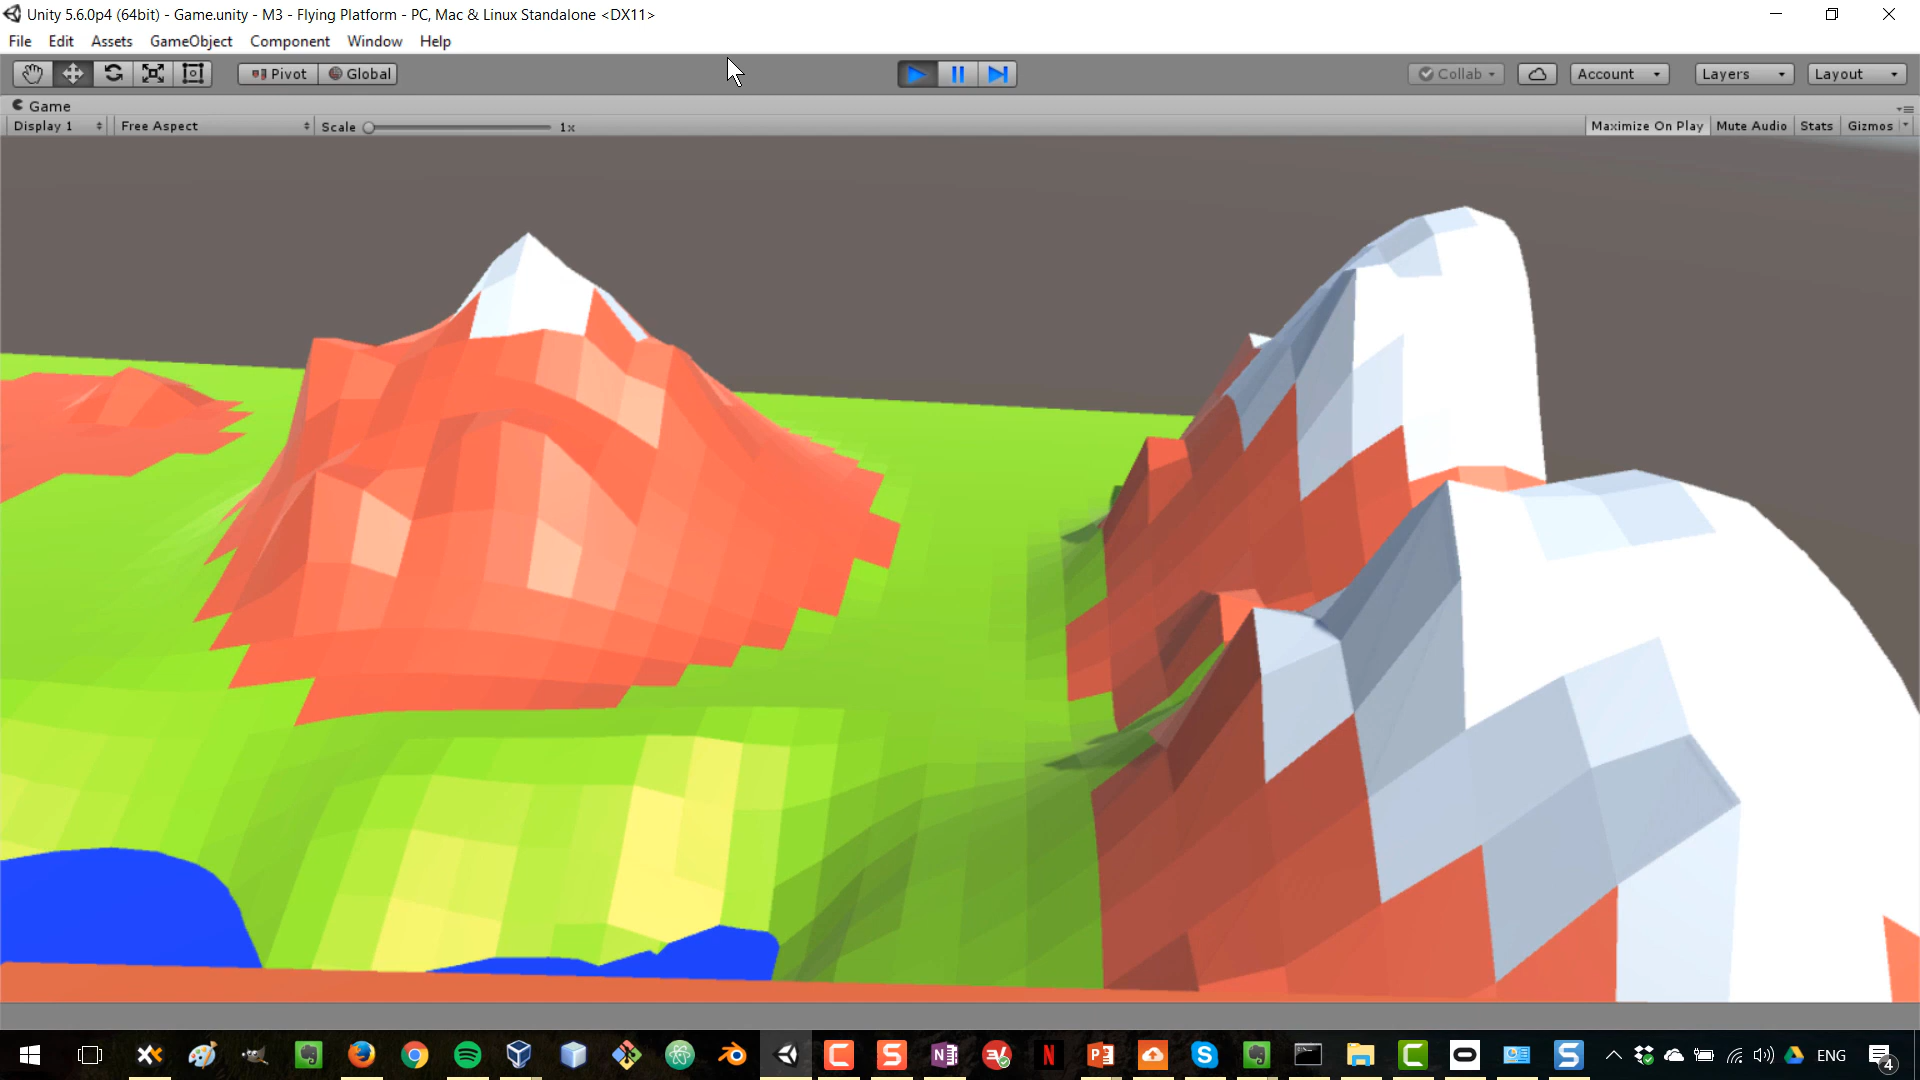 Unity 5.6.0p4 (64bit) - Game.unity - M3 - Flying Platform - PC, Mac & Linux Standalone <DX11>
File Edit Assets GameObject Component Window Help
Pivot Global Collab Account Layers Layout
Game
Display 1 Free Aspect Scale 1x Maximize On Play Mute Audio Stats Gizmos
ENG 4